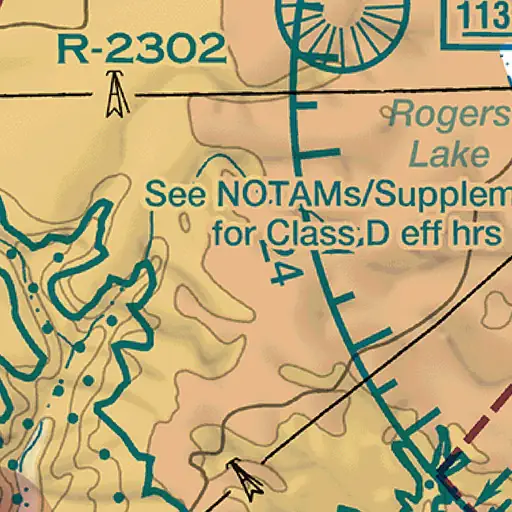 113
R-2302
Rogers
Lake
See NOTAMs/Supplem
for Class D eff hrs
24